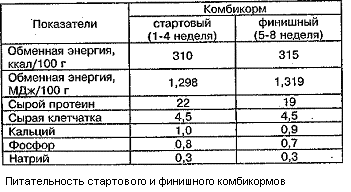 Показатели
Комбикорм
стартовый
(1-4 неделя)
финишный
(5-8 неделя)
Обменная энергия,
ккал/100 г
310
315
Обменная энергия,
МДж/100 г
1,298
1,319
Сырой протеин
22
19
Сырая клетчатка
4,5
4,5
Кальций
1,0
0,9
Фосфор
0,8
0,7
Натрий
0,3
0,3
Питательность стартового и финишного комбикормов